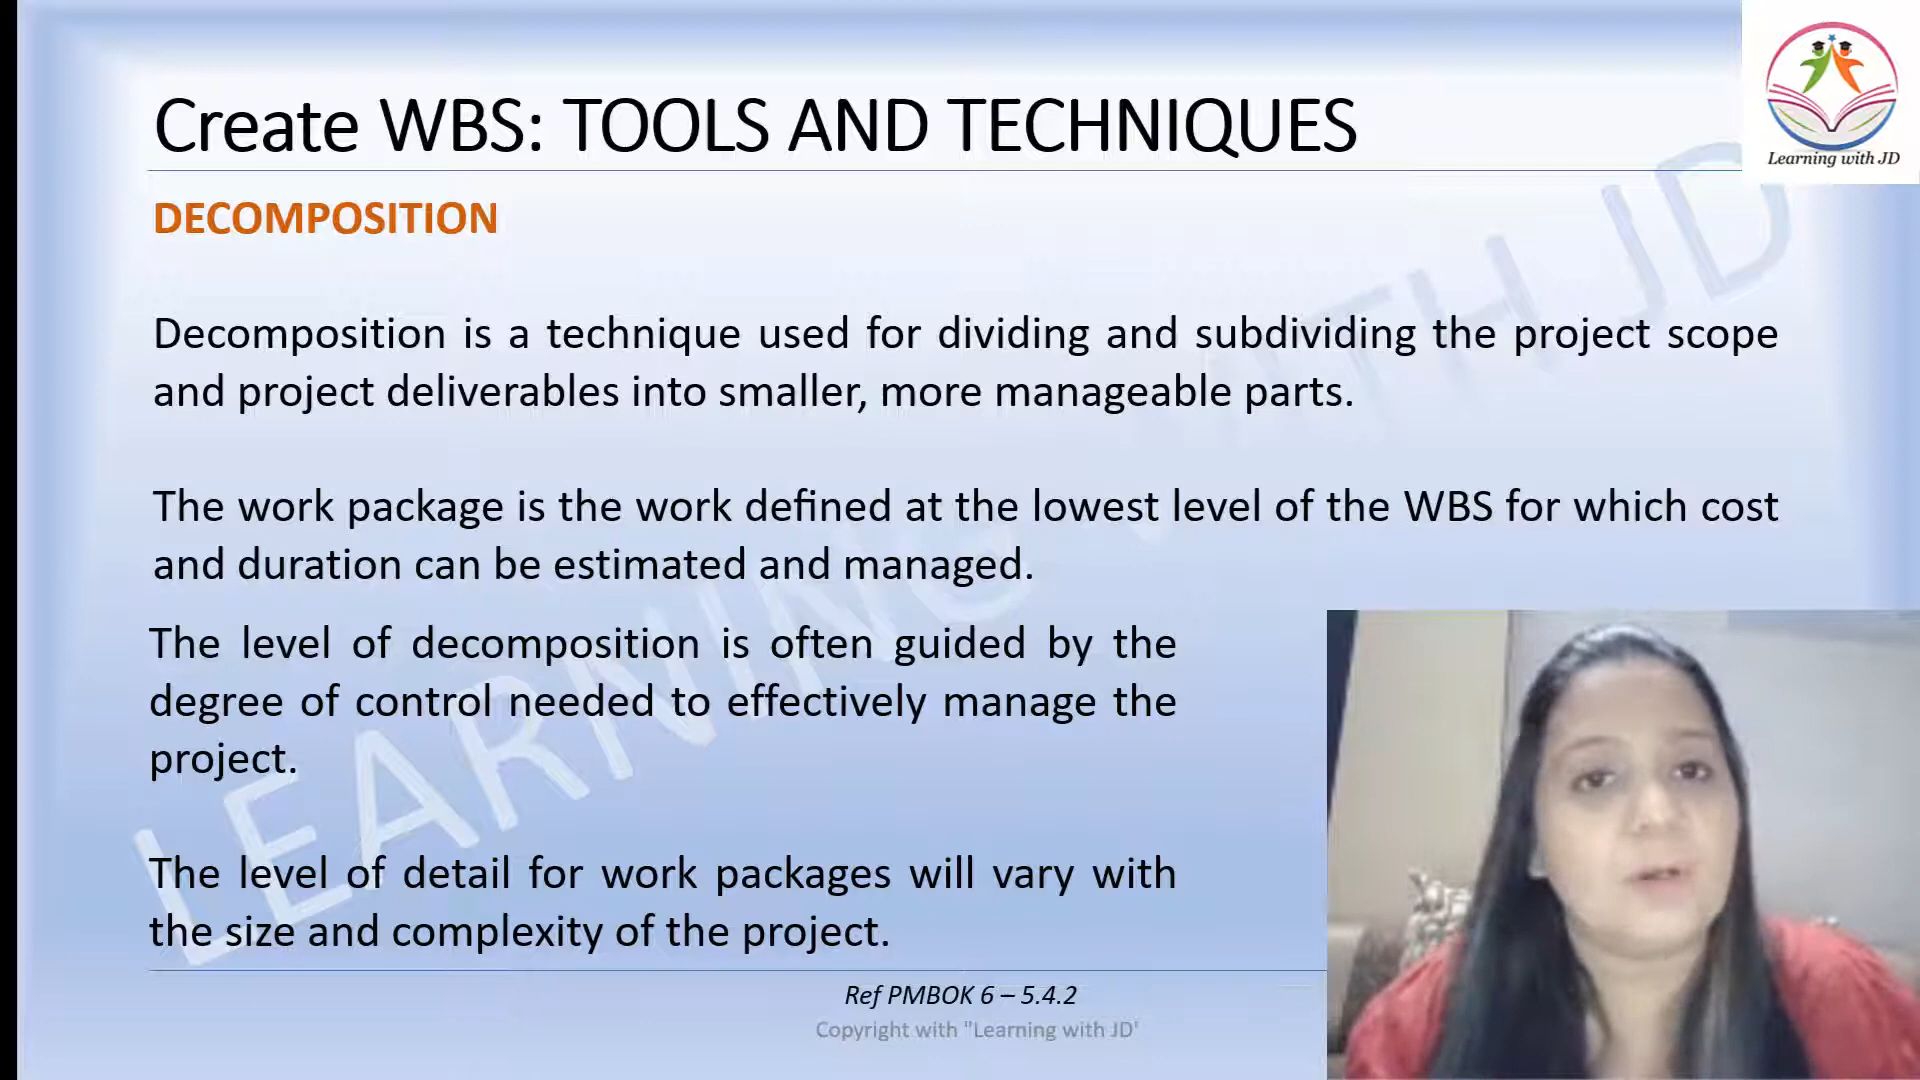 Create WBS: TOOLS AND TECHNIQUES
Learning with JD
DECOMPOSITION
Decomposition is a technique used for dividing and subdividing the project scope
and project deliverables into smaller, more manageable parts.
The work package is the work defined at the lowest level of the WBS for which cost
and duration can be estimated and managed.
The level of decomposition is often guided by the
degree of control needed to effectively manage the
project.
The level of detail for work packages will vary with
the size and complexity of the project.
LEARNING WITH JD
Ref PMBOK 6 – 5.4.2
Copyright with "Learning with JD'